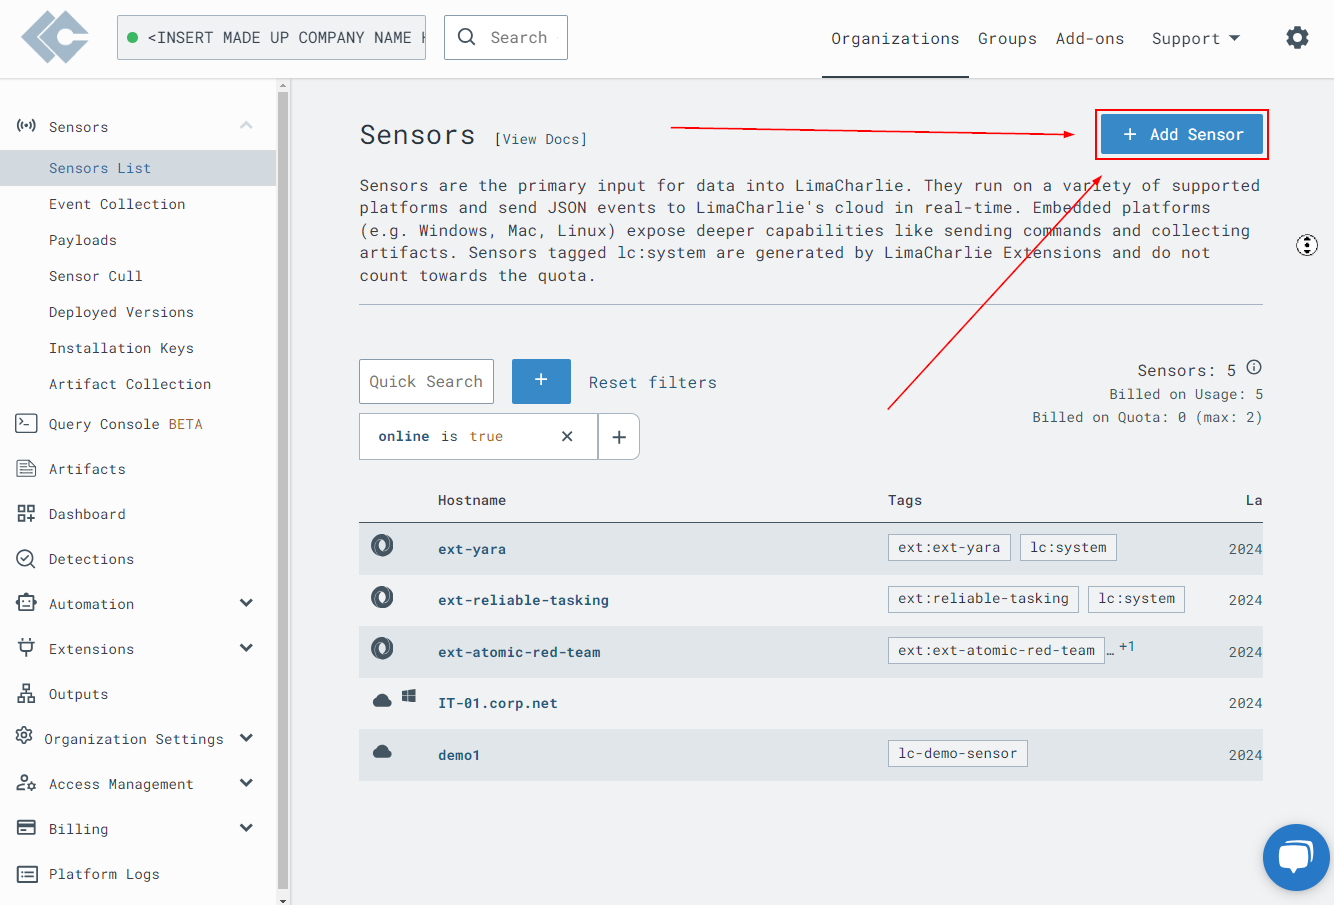 <INSERT MADE UP COMPANY NAME
Search
Organizations
Groups
Add-ons
Support
Sensors
Sensors List
Event Collection
Payloads
Sensor Cull
Deployed Versions
Installation Keys
Artifact Collection
Query Console BETA
Artifacts
Dashboard
Detections
Automation
Extensions
Outputs
Organization Settings
Access Management
Billing
Platform Logs
Sensors [View Docs]
+ Add Sensor
Sensors are the primary input for data into LimaCharlie. They run on a variety of supported
platforms and send JSON events to LimaCharlie's cloud in real-time. Embedded platforms
(e.g. Windows, Mac, Linux) expose deeper capabilities like sending commands and collecting
artifacts. Sensors tagged lc:system are generated by LimaCharlie Extensions and do not
count towards the quota.
Quick Search
+
Reset filters
Sensors: 5
Billed on Usage: 5
Billed on Quota: 0 (max: 2)
online is true
+
Hostname Tags La
ext-yara ext:ext-yara lc:system 2024
ext-reliable-tasking ext:reliable-tasking lc:system 2024
ext-atomic-red-team ext:ext-atomic-red-team … +1 2024
IT-01.corp.net 2024
demo1 lc-demo-sensor 2024